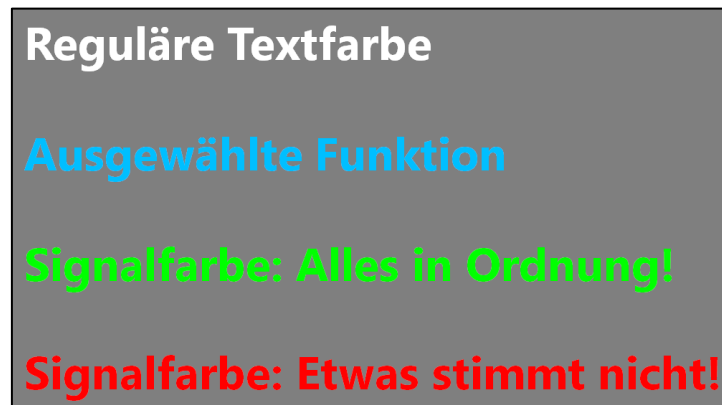 Reguläre Textfarbe
Ausgewählte Funktion
Signalfarbe: Alles in Ordnung!
Signalfarbe: Etwas stimmt nicht!